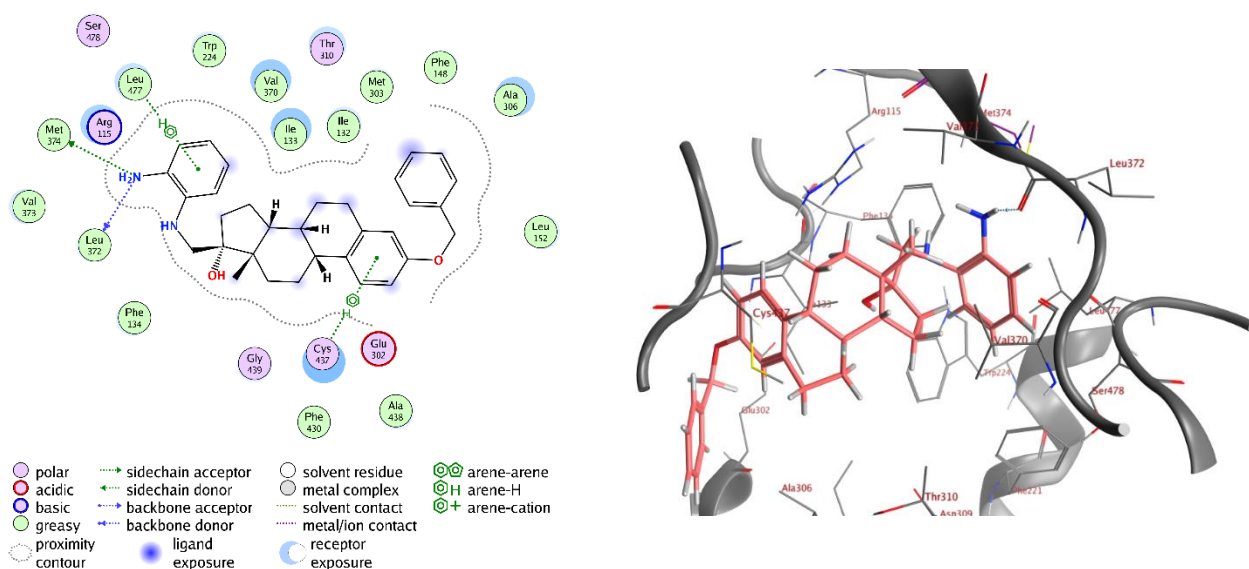 Ser
478
Trp
224
Thr
310
Leu
477
Val
370
Met
303
Phe
148
Ala
306
Met
374
Arg
115
Ile
133
Ile
132
H
H₂N
Val
373
NH
H
H
H
Leu
372
OH
O
Leu
152
Phe
134
H
Gly
439
Cys
437
Glu
302
Phe
430
Ala
438
polar
acidic
basic
greasy
proximity
contour
sidechain acceptor
sidechain donor
backbone acceptor
backbone donor
ligand
exposure
solvent residue
metal complex
solvent contact
metal/ion contact
receptor
exposure
arene-arene
H arene-H
+ arene-cation
Arg115
Met374
Leu372
Cys437
Val370
Glu302
Trp224
Ser478
Ala306
Thr310
Asn309
Phe221